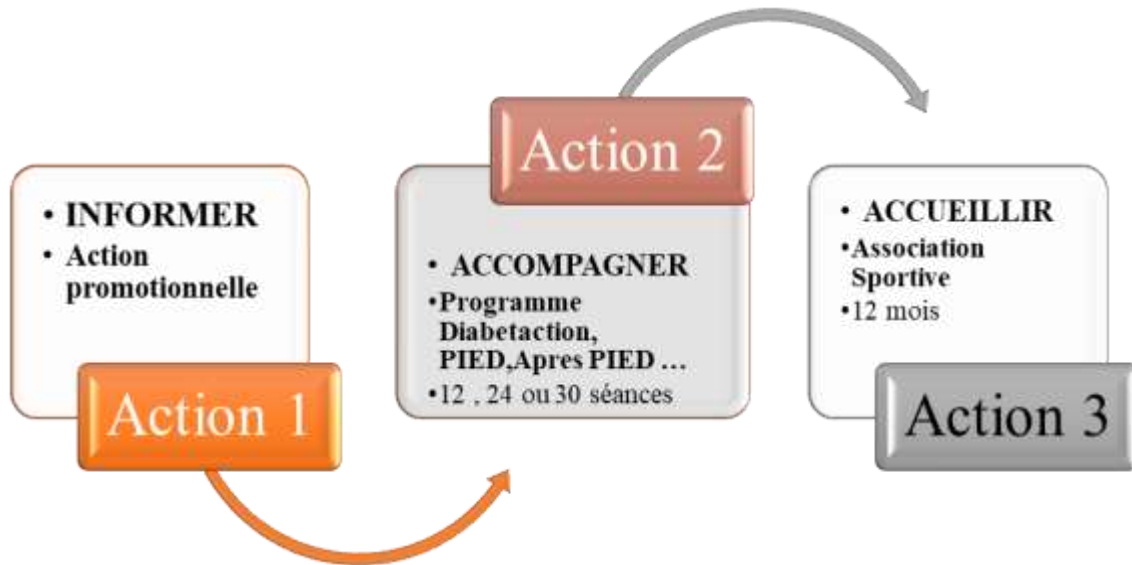 • INFORMER
• Action
promotionnelle
Action 1
Action 2
• ACCOMPAGNER
•Programme
Diabetaction,
PIED,Apres PIED ...
•12 , 24 ou 30 séances
• ACCUEILLIR
•Association
Sportive
•12 mois
Action 3